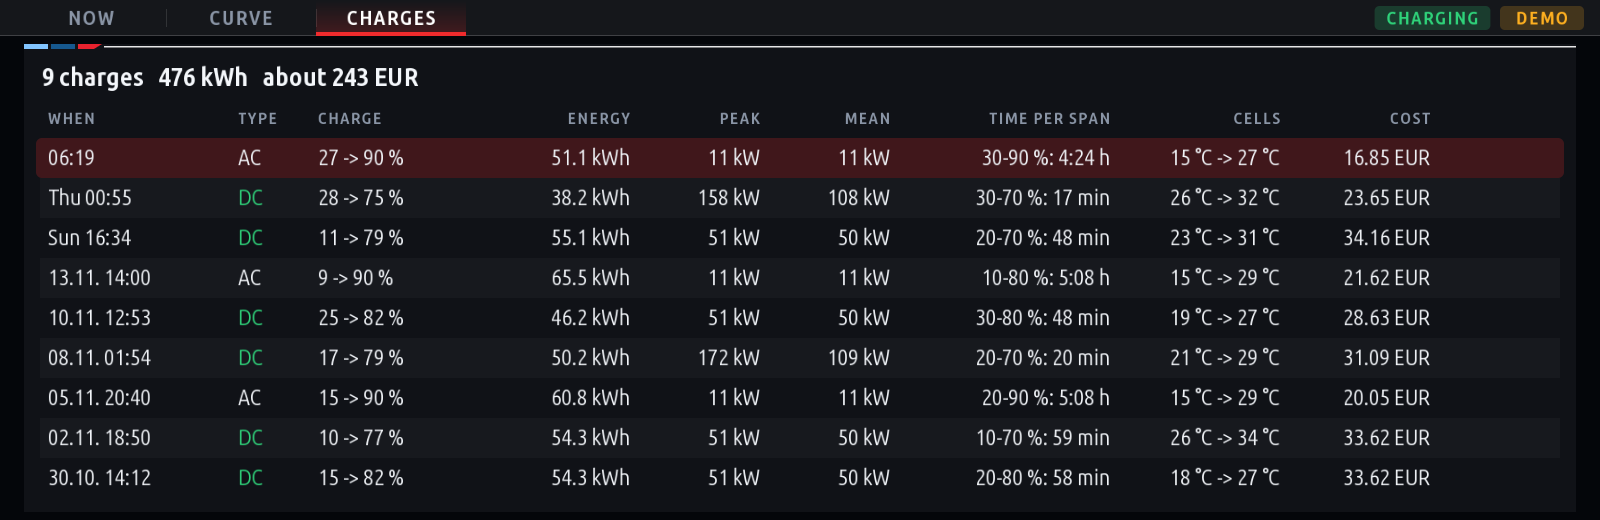 NOW CURVE CHARGES CHARGING DEMO
9 charges 476 kWh about 243 EUR
WHEN TYPE CHARGE ENERGY PEAK MEAN TIME PER SPAN CELLS COST
06:19 AC 27 -> 90 % 51.1 kWh 11 kW 11 kW 30-90 %: 4:24 h 15 °C -> 27 °C 16.85 EUR
Thu 00:55 DC 28 -> 75 % 38.2 kWh 158 kW 108 kW 30-70 %: 17 min 26 °C -> 32 °C 23.65 EUR
Sun 16:34 DC 11 -> 79 % 55.1 kWh 51 kW 50 kW 20-70 %: 48 min 23 °C -> 31 °C 34.16 EUR
13.11. 14:00 AC 9 -> 90 % 65.5 kWh 11 kW 11 kW 10-80 %: 5:08 h 15 °C -> 29 °C 21.62 EUR
10.11. 12:53 DC 25 -> 82 % 46.2 kWh 51 kW 50 kW 30-80 %: 48 min 19 °C -> 27 °C 28.63 EUR
08.11. 01:54 DC 17 -> 79 % 50.2 kWh 172 kW 109 kW 20-70 %: 20 min 21 °C -> 29 °C 31.09 EUR
05.11. 20:40 AC 15 -> 90 % 60.8 kWh 11 kW 11 kW 20-90 %: 5:08 h 15 °C -> 29 °C 20.05 EUR
02.11. 18:50 DC 10 -> 77 % 54.3 kWh 51 kW 50 kW 10-70 %: 59 min 26 °C -> 34 °C 33.62 EUR
30.10. 14:12 DC 15 -> 82 % 54.3 kWh 51 kW 50 kW 20-80 %: 58 min 18 °C -> 27 °C 33.62 EUR